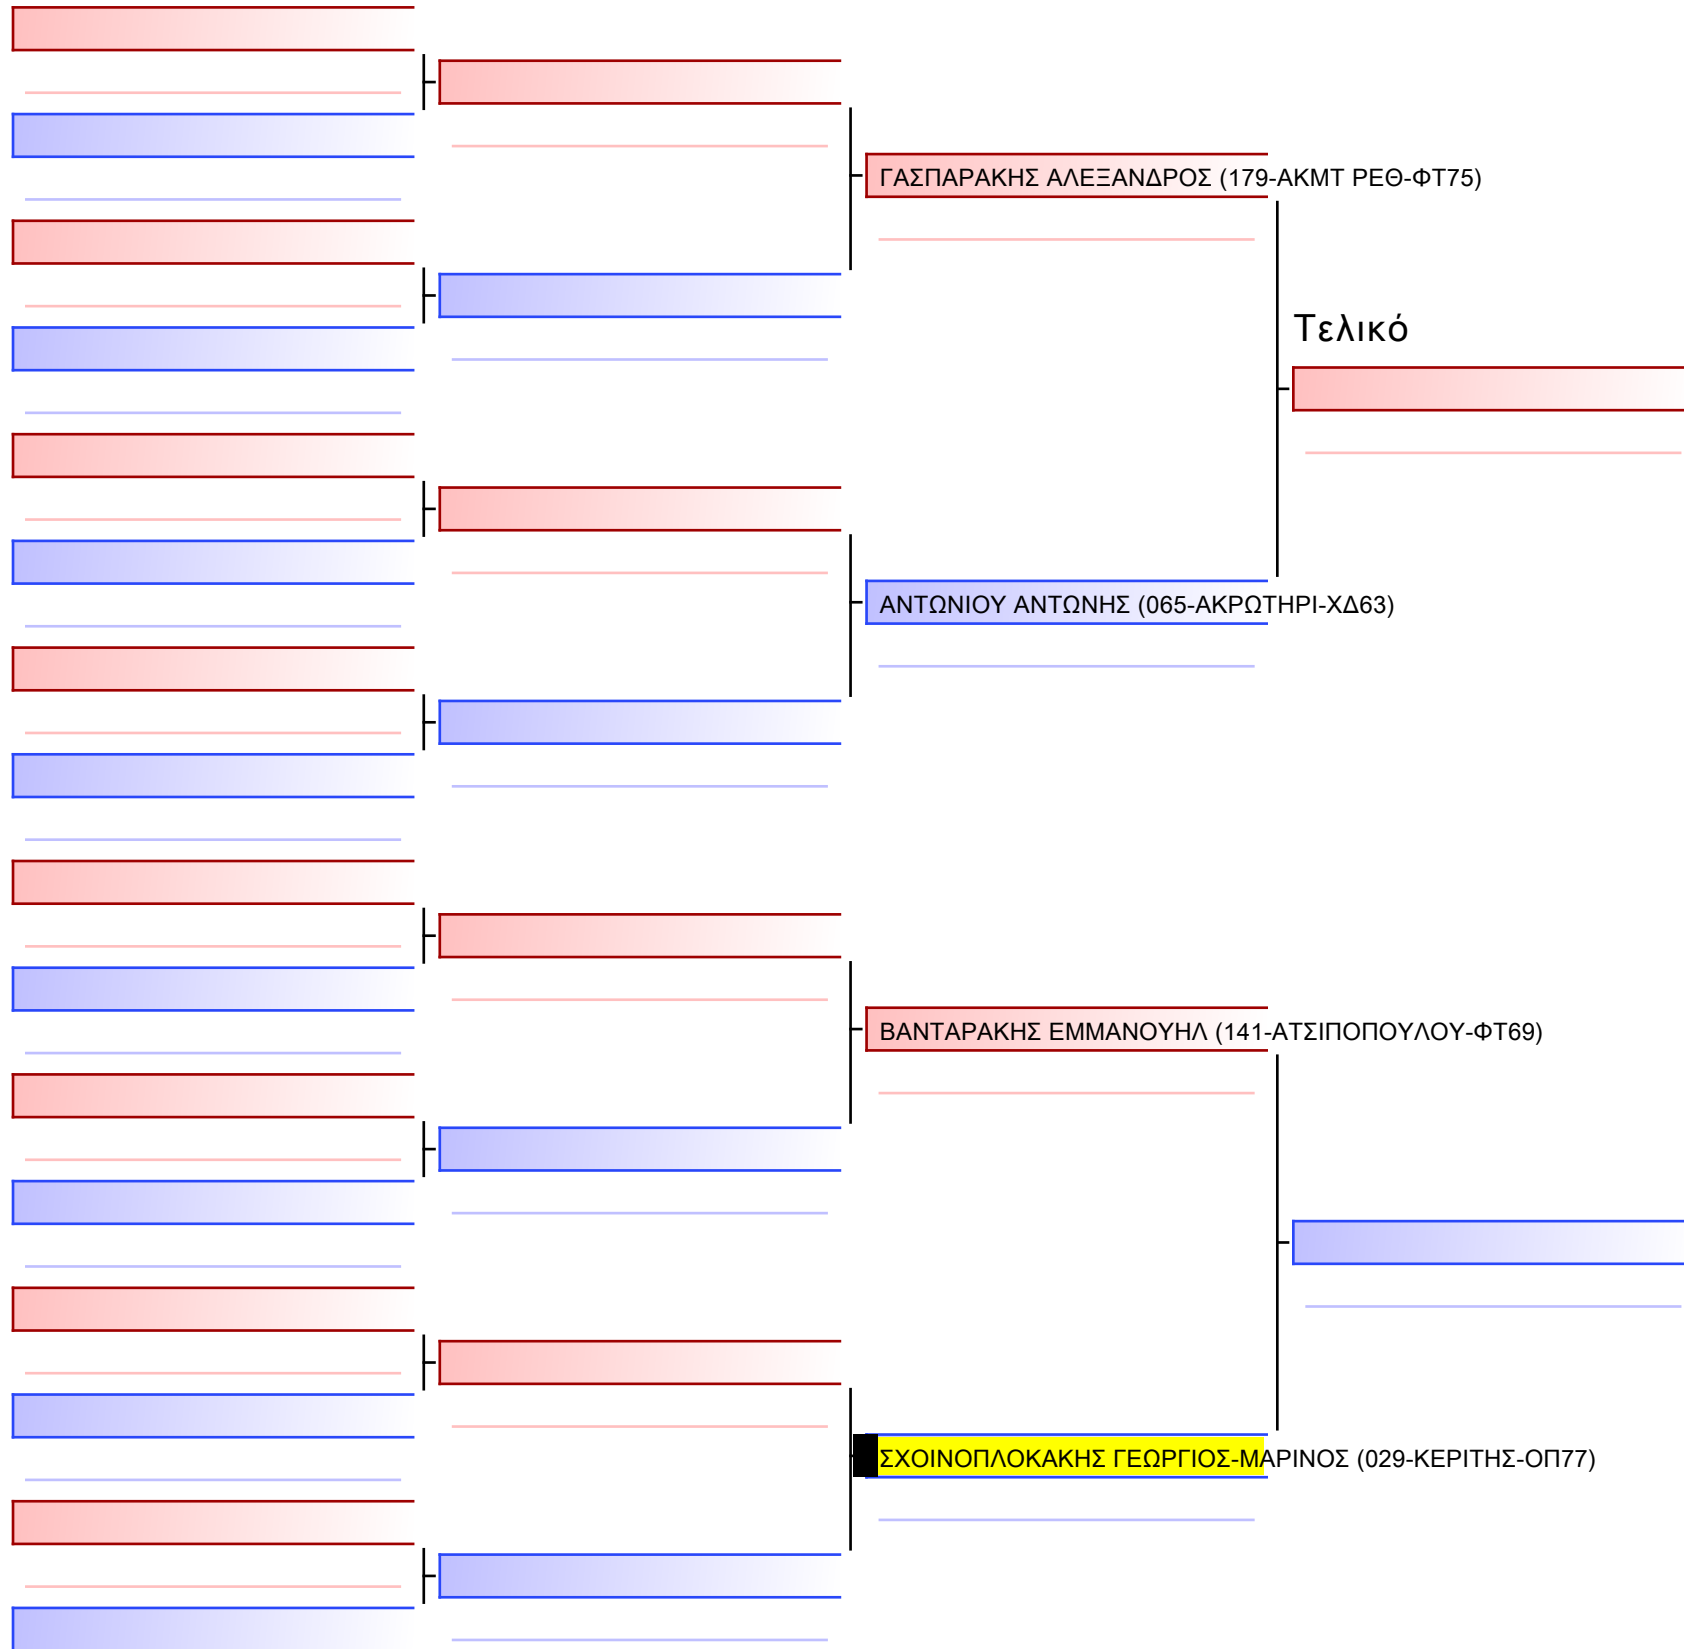 ΓΑΣΠΑΡΑΚΗΣ ΑΛΕΞΑΝΔΡΟΣ (179-ΑΚΜΤ ΡΕΘ-ΦΤ75)
Τελικό
ΑΝΤΩΝΙΟΥ ΑΝΤΩΝΗΣ (065-ΑΚΡΩΤΗΡΙ-ΧΔ63)
ΒΑΝΤΑΡΑΚΗΣ ΕΜΜΑΝΟΥΗΛ (141-ΑΤΣΙΠΟΠΟΥΛΟΥ-ΦΤ69)
ΣΧΟΙΝΟΠΛΟΚΑΚΗΣ ΓΕΩΡΓΙΟΣ-ΜΑΡΙΝΟΣ (029-ΚΕΡΙΤΗΣ-ΟΠ77)